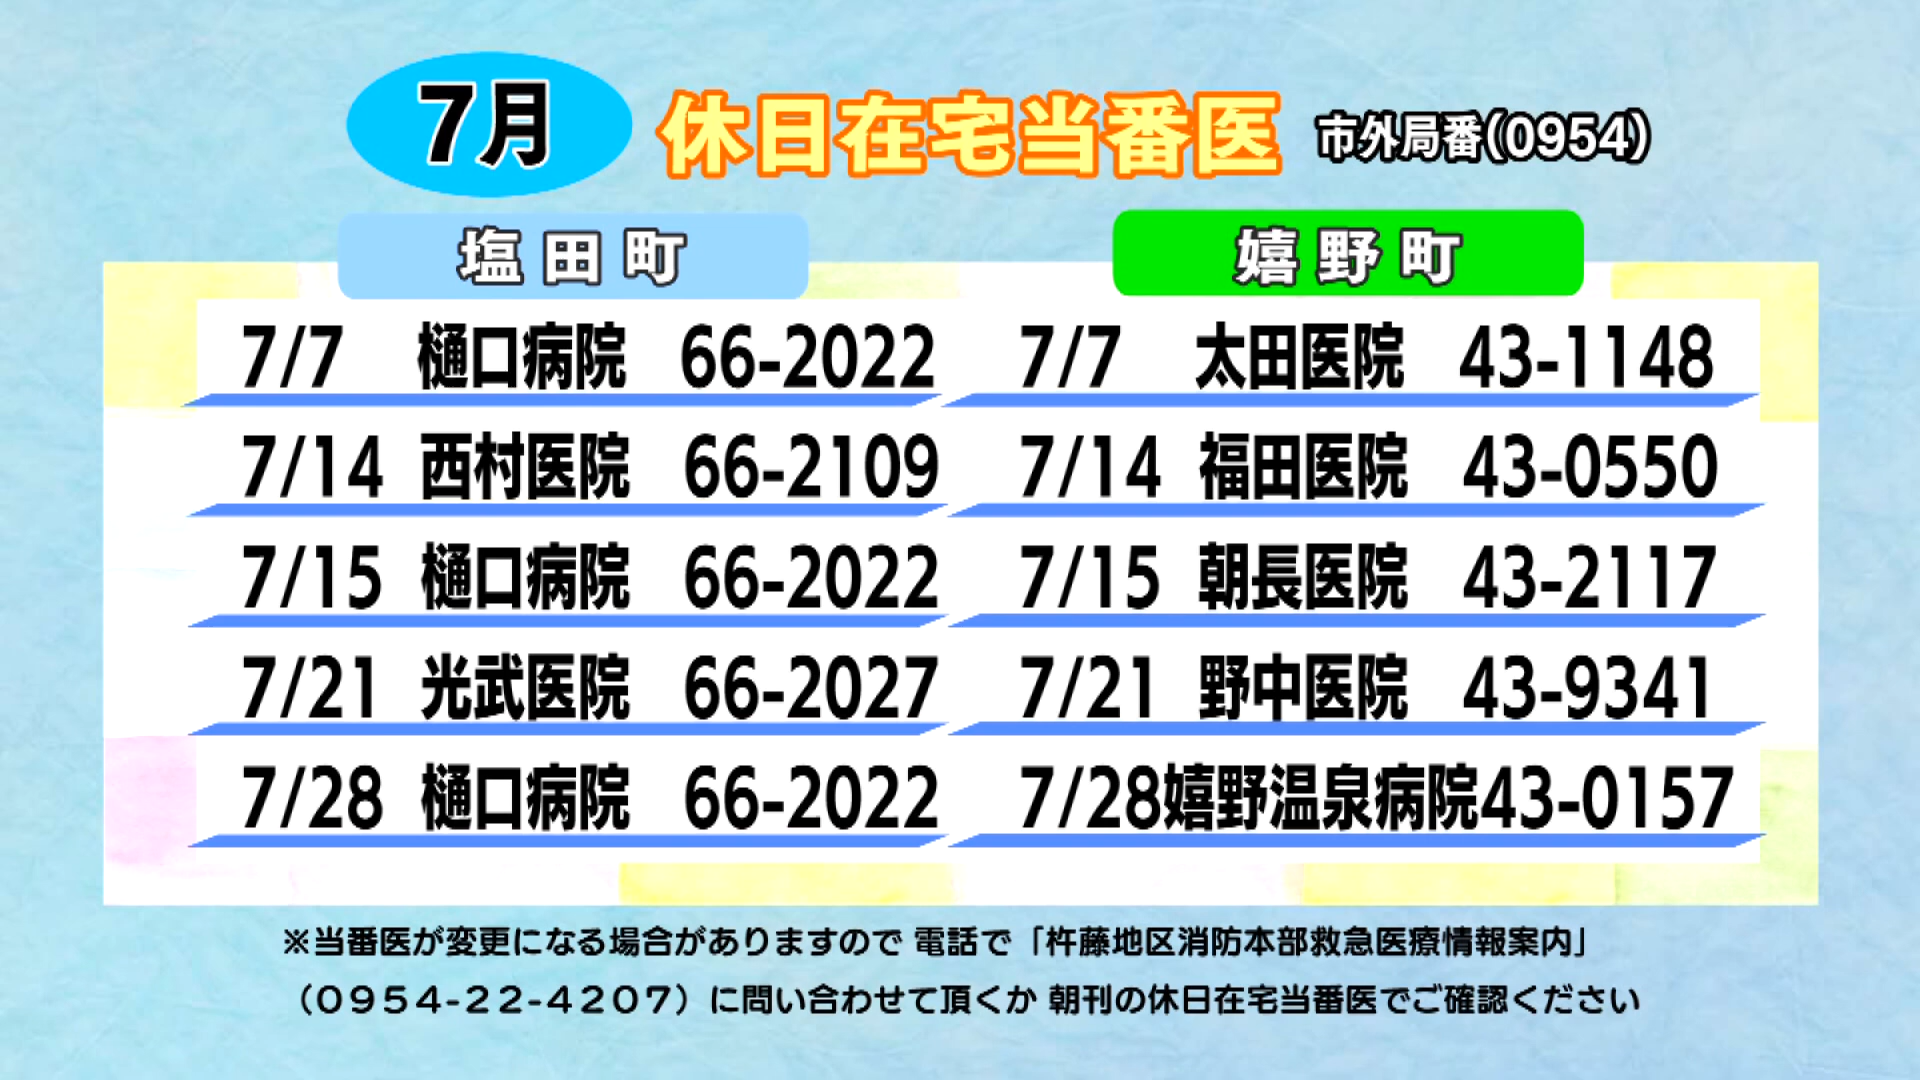 7月 休日在宅当番医 市外局番(0954)
塩田町
7/7 樋口病院 66-2022
7/14 西村医院 66-2109
7/15 樋口病院 66-2022
7/21 光武医院 66-2027
7/28 樋口病院 66-2022
嬉野町
7/7 太田医院 43-1148
7/14 福田医院 43-0550
7/15 朝長医院 43-2117
7/21 野中医院 43-9341
7/28嬉野温泉病院43-0157
※当番医が変更になる場合がありますので 電話で「杵藤地区消防本部救急医療情報案内」
（０９５４-２２-４２０７）に問い合わせて頂くか 朝刊の休日在宅当番医でご確認ください